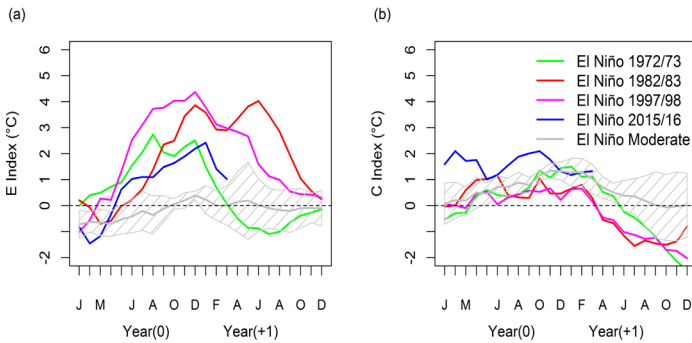 (a)
(b)
E Index (°C)
6
5
4
3
2
1
0
-2
J M J A O D F A J A O D
Year(0) Year(+1)
C Index (°C)
6
5
4
3
2
1
0
-2
El Niño 1972/73
El Niño 1982/83
El Niño 1997/98
El Niño 2015/16
El Niño Moderate
J M J A O D F A J A O D
Year(0) Year(+1)